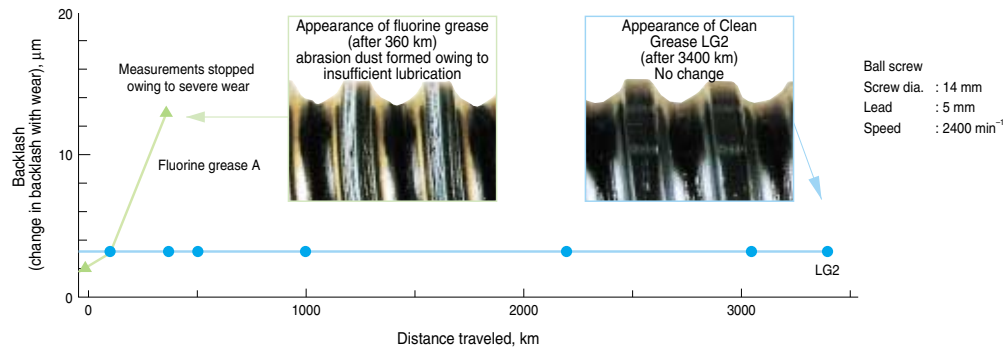 20
10
0
Backlash
(change in backlash with wear), μm
Measurements stopped
owing to severe wear
Fluorine grease A
Appearance of fluorine grease
(after 360 km)
abrasion dust formed owing to
insufficient lubrication
Appearance of Clean
Grease LG2
(after 3400 km)
No change
Ball screw
Screw dia. : 14 mm
Lead : 5 mm
Speed : 2400 min⁻¹
LG2
0
1000
2000
3000
Distance traveled, km